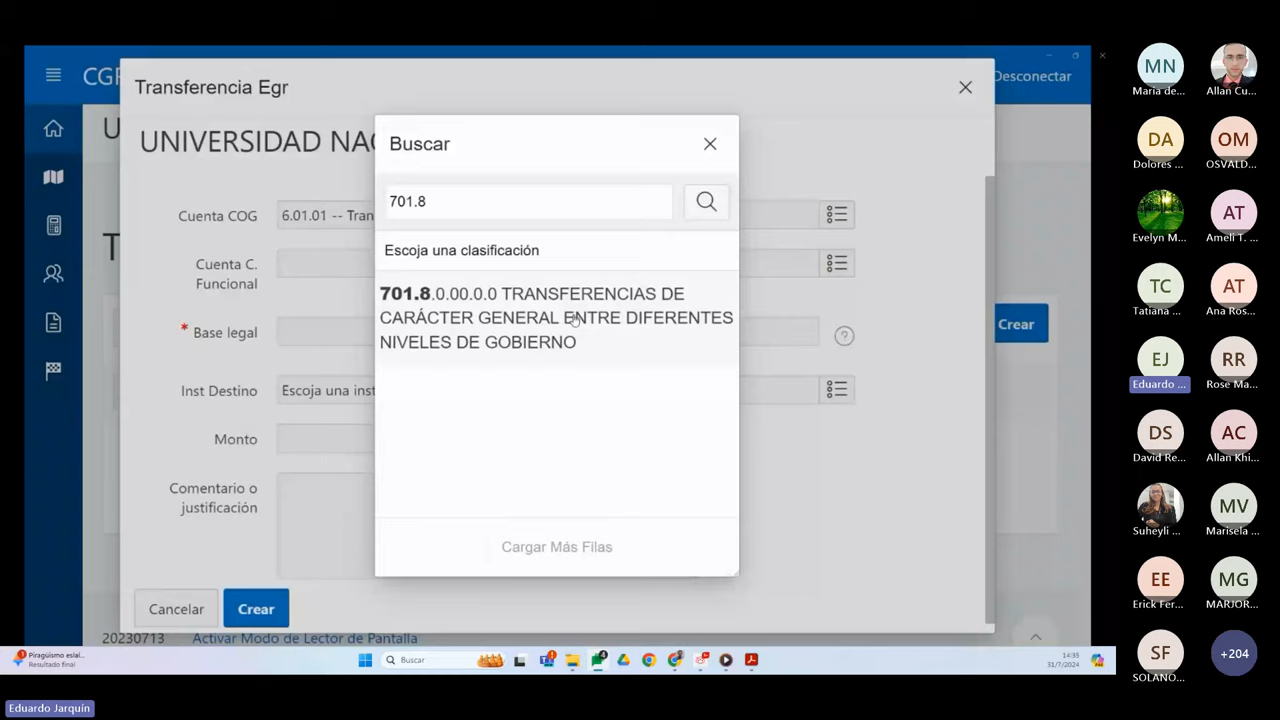 CGR
Desconectar
Transferencia Egr
UNIVERSIDAD NAC
Cuenta COG
6.01.01 -- Tran
Cuenta C.
Funcional
* Base legal
Inst Destino
Escoja una inst
Monto
Comentario o
justificación
Cancelar
Crear
Crear
Buscar
701.8
Escoja una clasificación
701.8.0.00.0.0 TRANSFERENCIAS DE
CARÁCTER GENERAL ENTRE DIFERENTES
NIVELES DE GOBIERNO
Cargar Más Filas
20230713
Activar Modo de Lector de Pantalla
Piragüismo eslal...
Resultado final
Buscar
14:35
31/7/2024
Eduardo Jarquín
MN
Maria de...
Allan Cu...
DA
Dolores ...
OM
OSVALD...
Evelyn M...
AT
Ameli T. ...
TC
Tatiana ...
AT
Ana Ros...
EJ
Eduardo ...
RR
Rose Ma...
DS
David Re...
AC
Allan Khi...
Suheyli ...
MV
Marisela ...
EE
Erick Fer...
MG
MARJOR...
SF
SOLANO...
+204